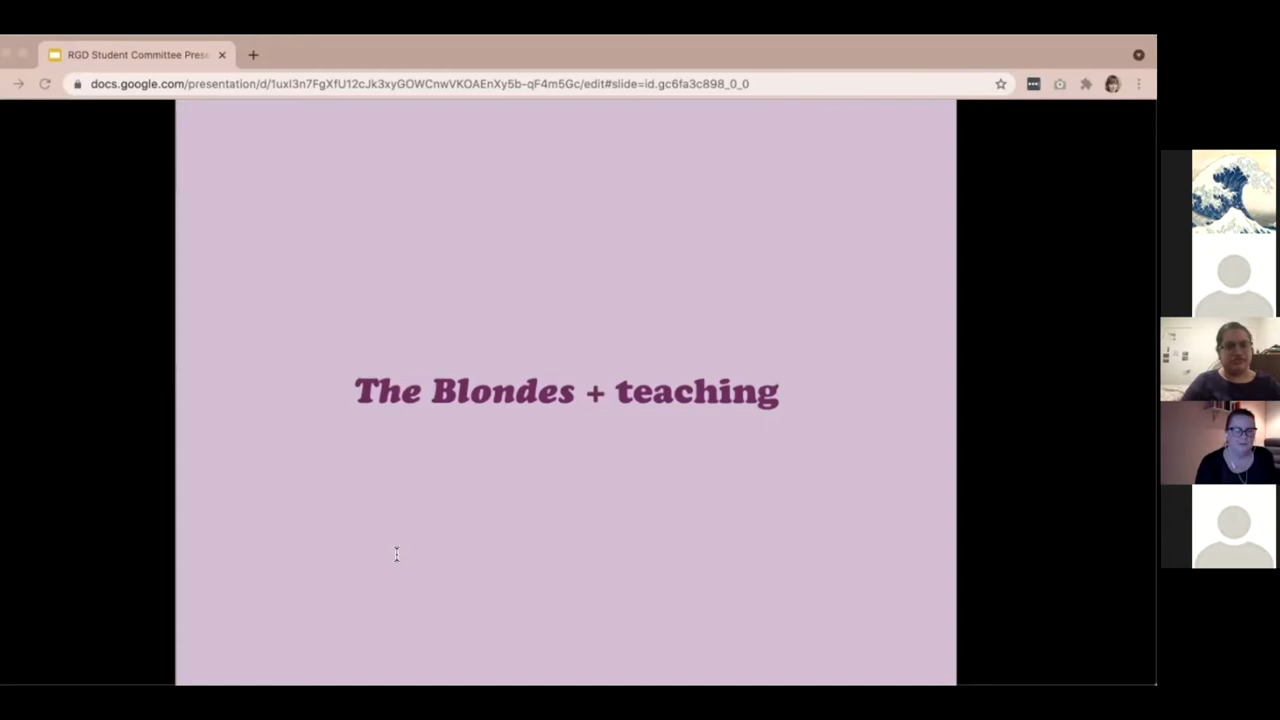 RGD Student Committee Prese
docs.google.com/presentation/d/1uxI3n7FgXfU12cJk3xyGOWCnwVKOAEnXy5b-qF4m5Gc/edit#slide=id.gc6fa3c898_0_0
The Blondes + teaching